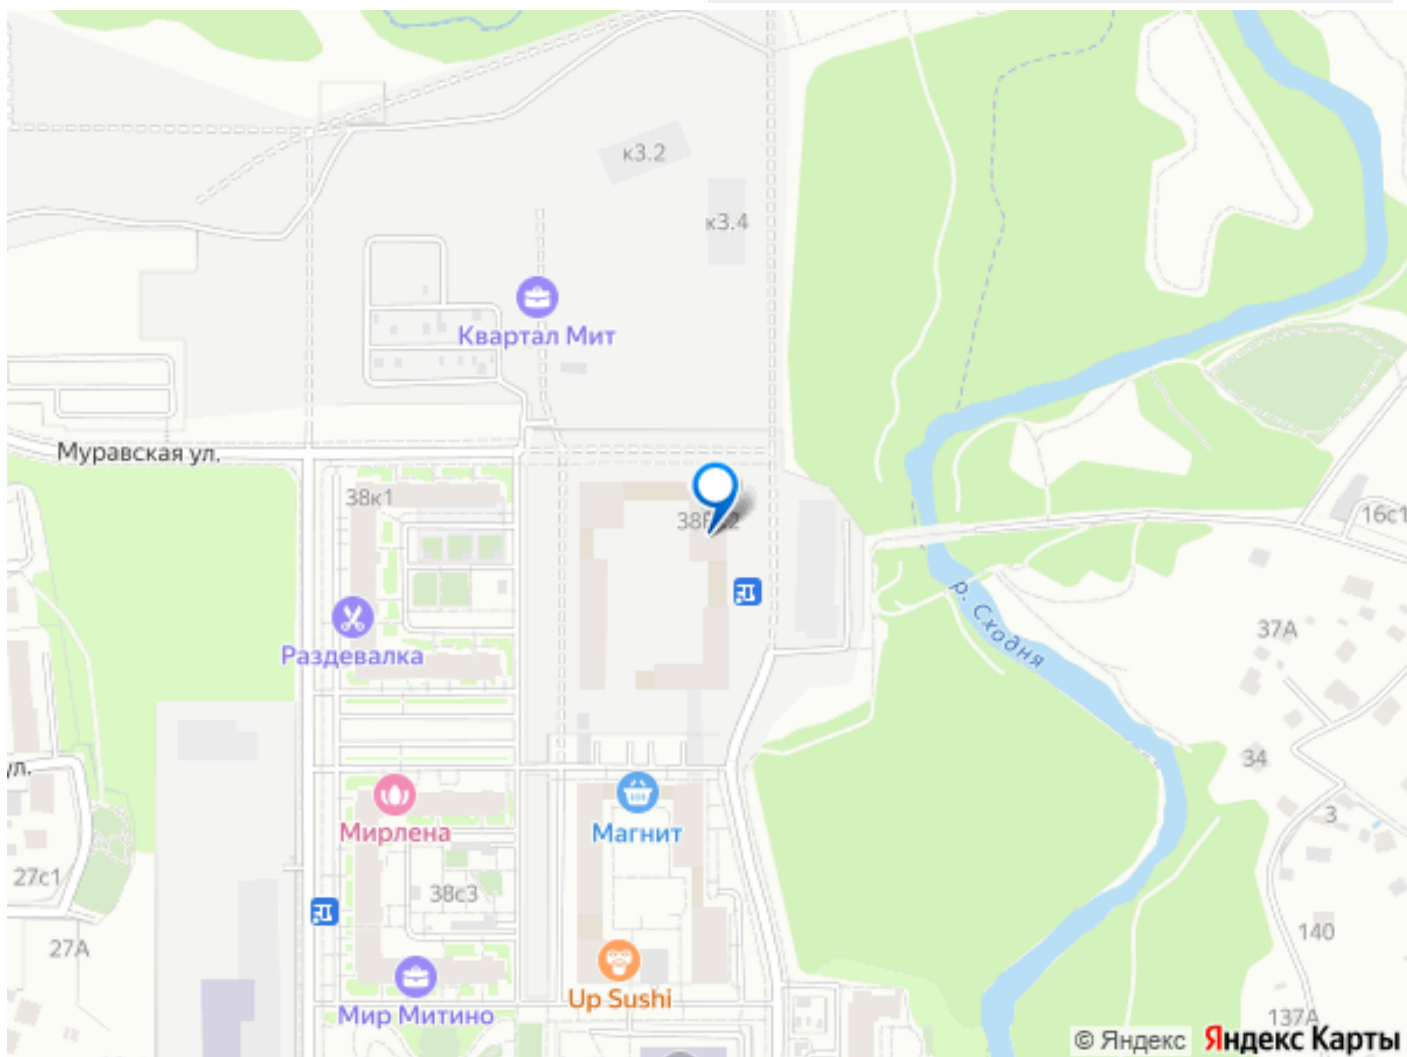 к3.2
к3.4
Квартал Мит
Муравская ул.
38к1
16с1
р. Сходня
37А
Раздевалка
34
ул.
Мирлена
Магнит
3
27с1
38с3
27А
140
Up Sushi
Мир Митино
137А
© Яндекс Яндекс Карты